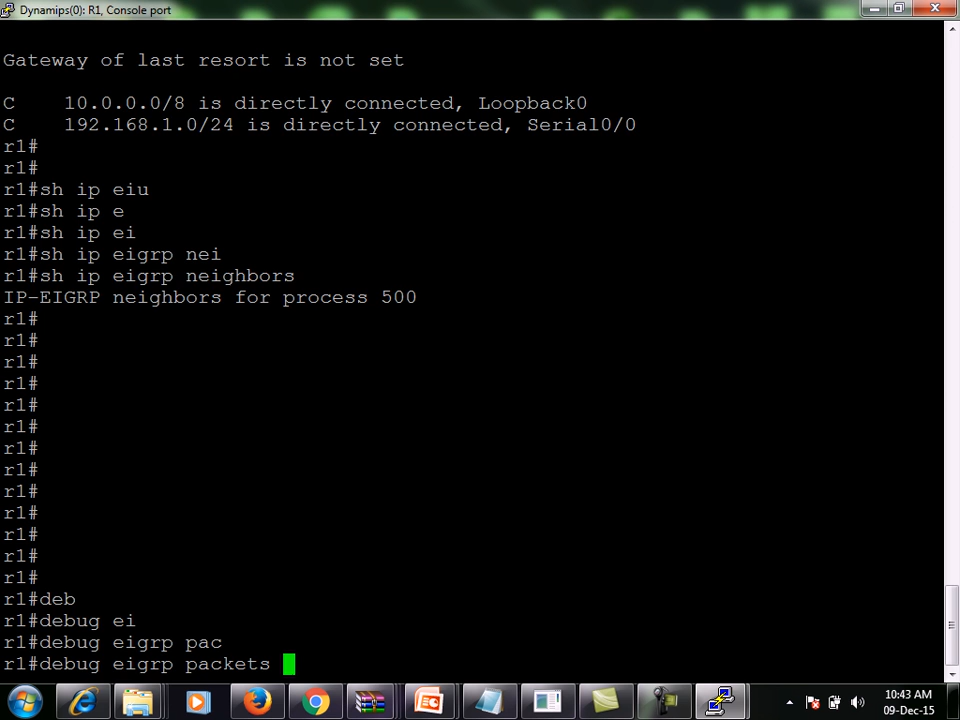 Dynamips(0): R1, Console port
Gateway of last resort is not set
C    10.0.0.0/8 is directly connected, Loopback0
C    192.168.1.0/24 is directly connected, Serial0/0
r1#
r1#
r1#sh ip eiu
r1#sh ip e
r1#sh ip ei
r1#sh ip eigrp nei
r1#sh ip eigrp neighbors
IP-EIGRP neighbors for process 500
r1#
r1#
r1#
r1#
r1#
r1#
r1#
r1#
r1#
r1#
r1#
r1#
r1#
r1#deb
r1#debug ei
r1#debug eigrp pac
r1#debug eigrp packets
10:43 AM
09-Dec-15